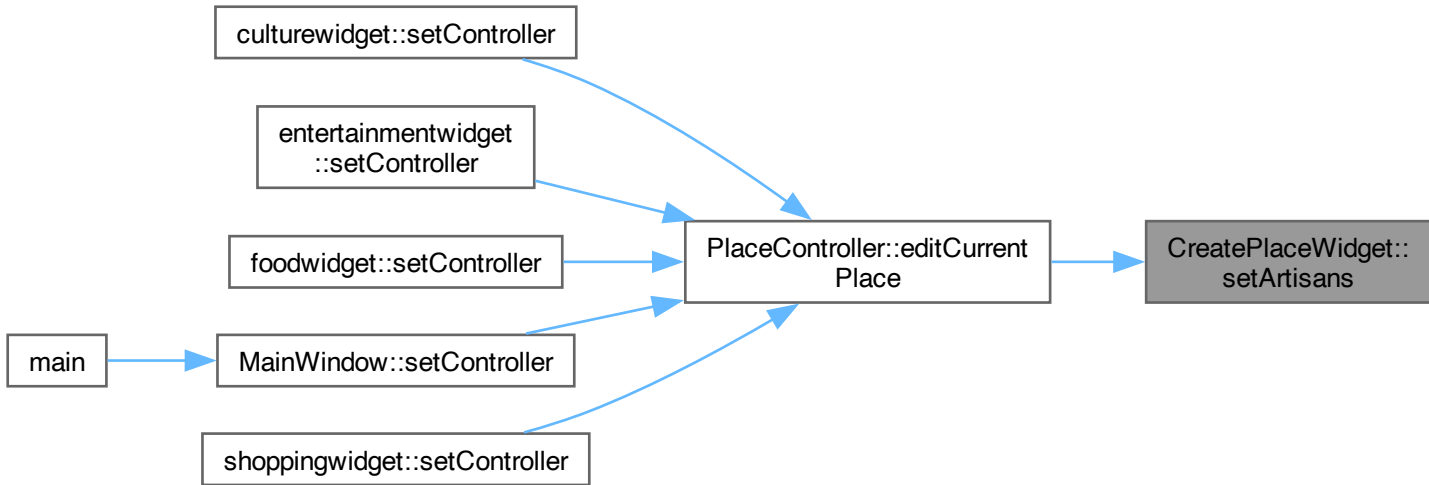 culturewidget::setController
entertainmentwidget
::setController
foodwidget::setController
main
MainWindow::setController
shoppingwidget::setController
PlaceController::editCurrent
Place
CreatePlaceWidget::
setArtisans